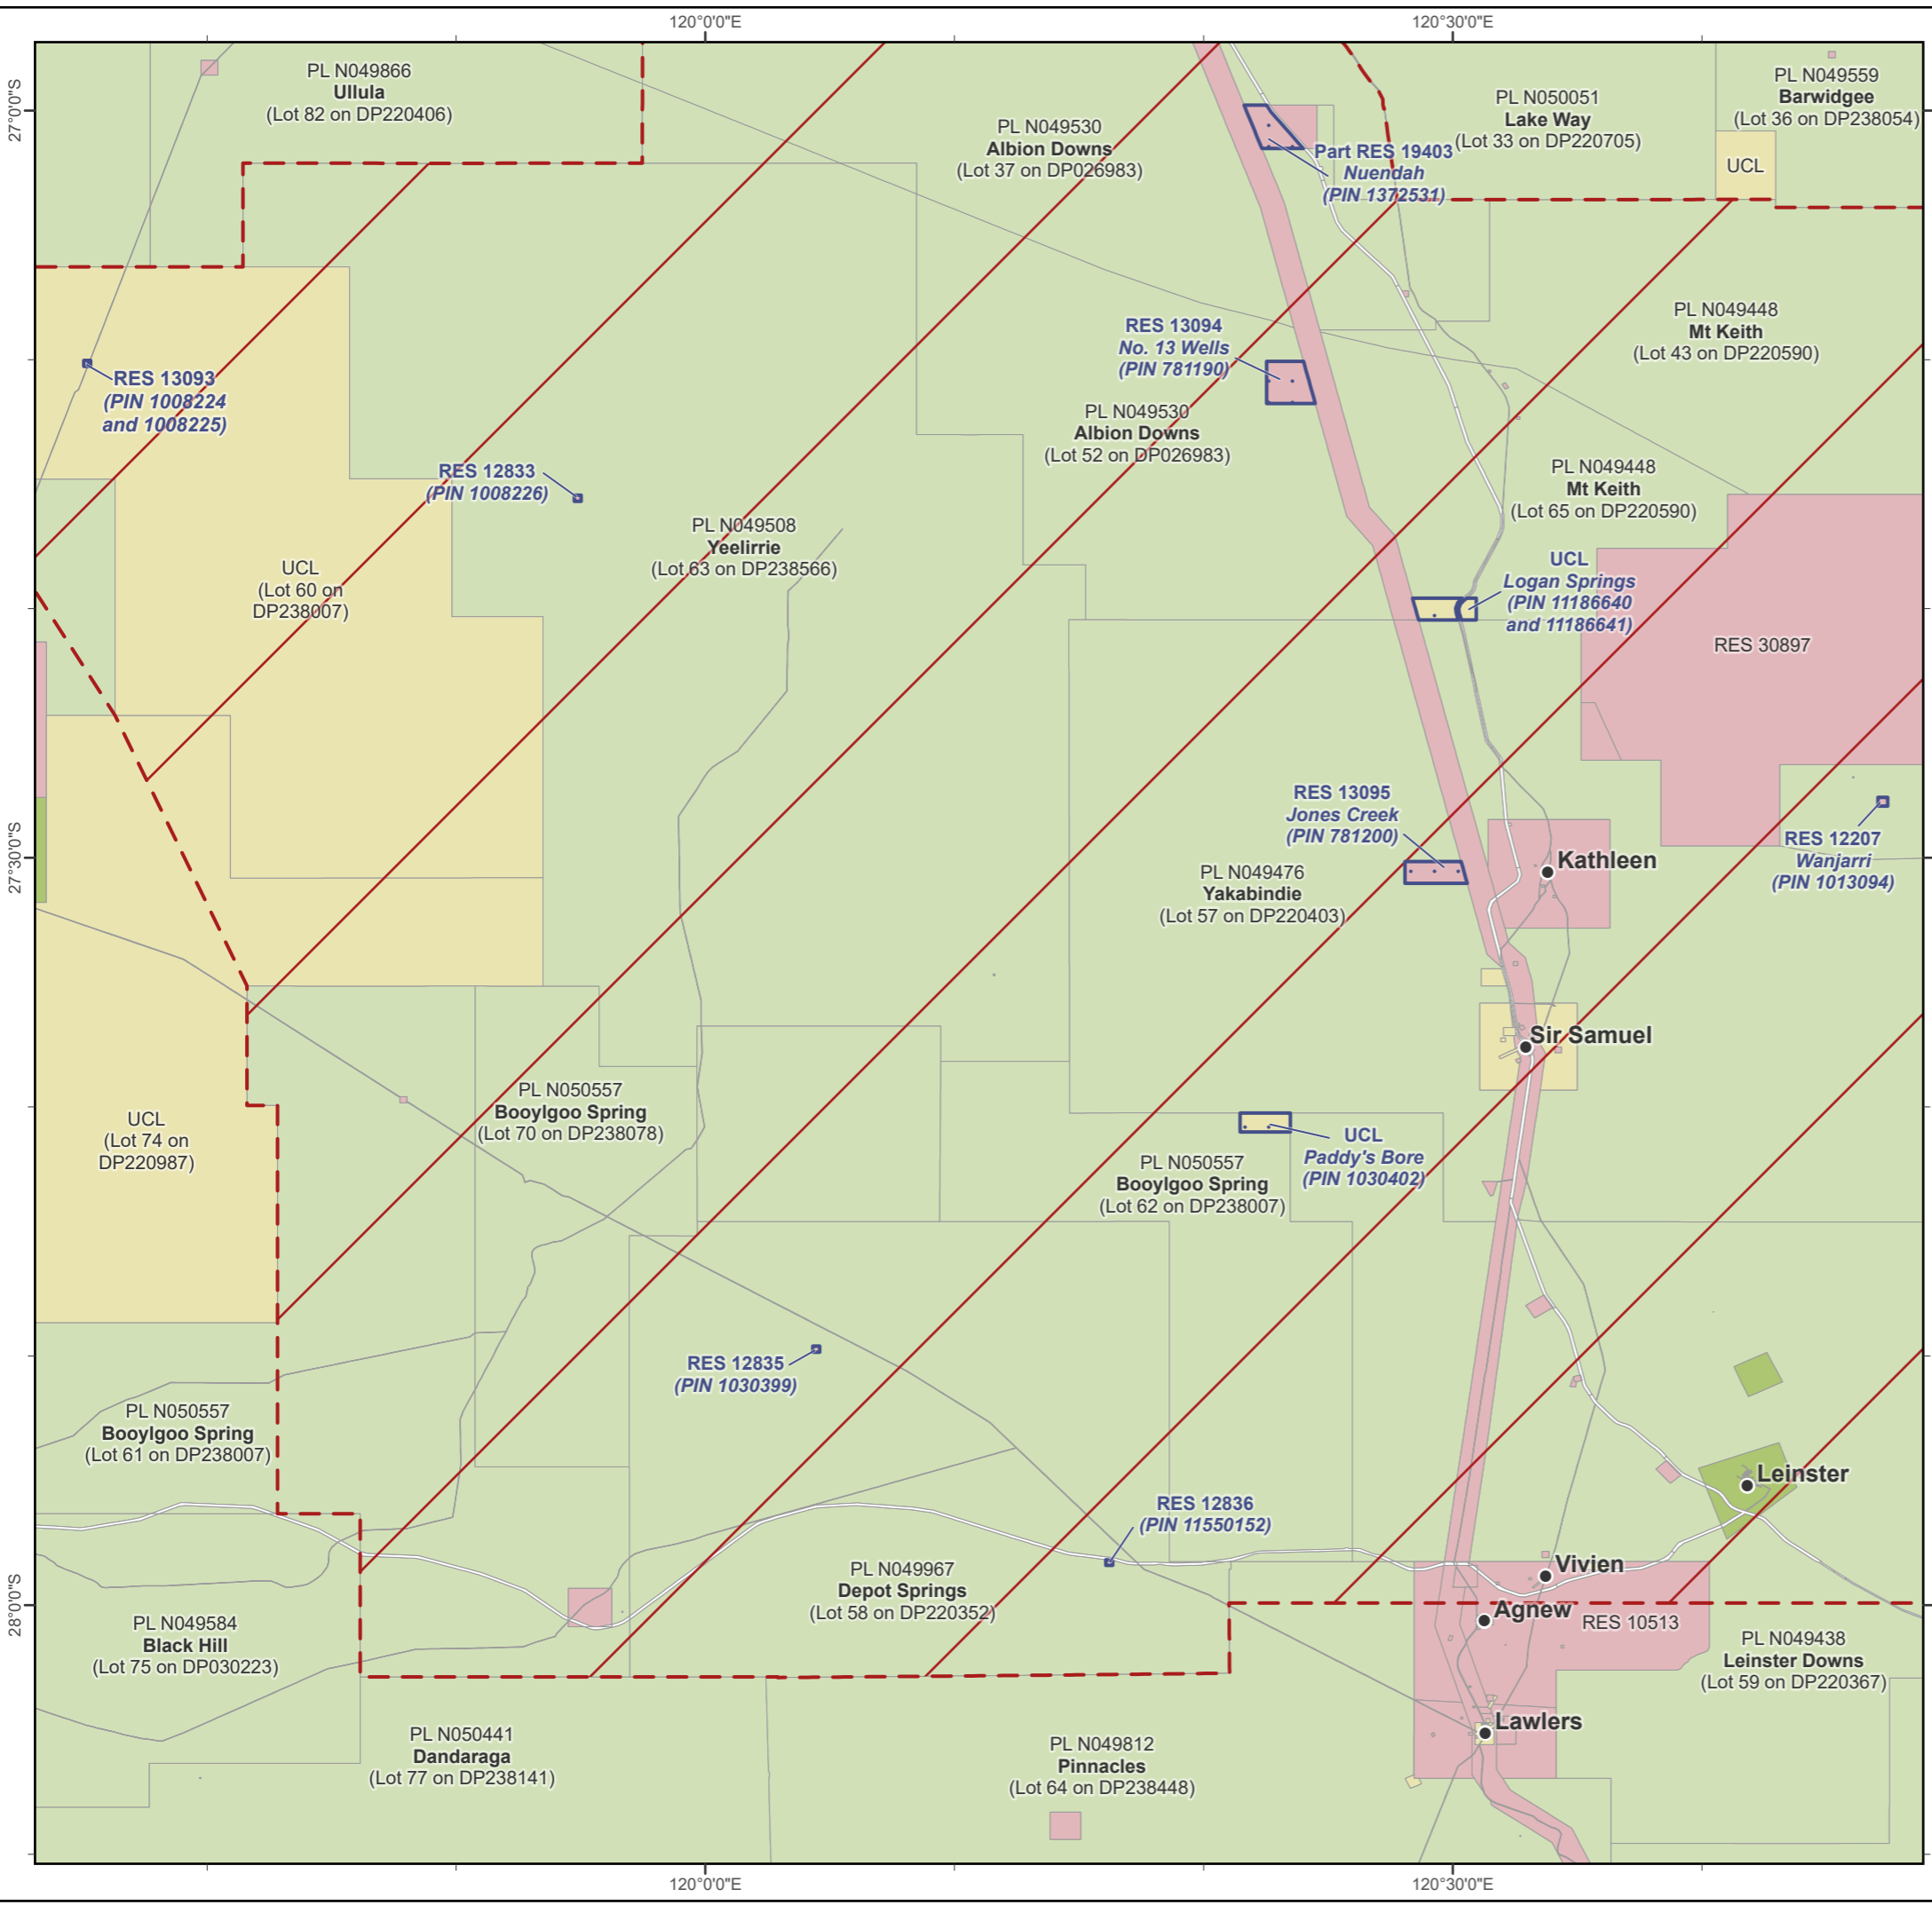 120°0'0"E
120°30'0"E
27°0'0"S
27°30'0"S
28°0'0"S
PL N049866
Ullula
(Lot 82 on DP220406)
PL N049530
Albion Downs
(Lot 37 on DP026983)
PL N050051
Lake Way
(Lot 33 on DP220705)
PL N049559
Barwidgee
(Lot 36 on DP238054)
UCL
Part RES 19403
Nuendah
(PIN 1372531)
RES 13094
No. 13 Wells
(PIN 781190)
PL N049448
Mt Keith
(Lot 43 on DP220590)
RES 13093
(PIN 1008224
and 1008225)
PL N049530
Albion Downs
(Lot 52 on DP026983)
RES 12833
(PIN 1008226)
PL N049448
Mt Keith
(Lot 65 on DP220590)
PL N049508
Yeelirrie
(Lot 63 on DP238566)
UCL
(Lot 60 on
DP238007)
UCL
Logan Springs
(PIN 11186640
and 11186641)
RES 30897
RES 13095
Jones Creek
(PIN 781200)
RES 12207
Wanjarri
(PIN 1013094)
Kathleen
PL N049476
Yakabindie
(Lot 57 on DP220403)
Sir Samuel
PL N050557
Booylgoo Spring
(Lot 70 on DP238078)
UCL
(Lot 74 on
DP220987)
UCL
Paddy's Bore
(PIN 1030402)
PL N050557
Booylgoo Spring
(Lot 62 on DP238007)
RES 12835
(PIN 1030399)
PL N050557
Booylgoo Spring
(Lot 61 on DP238007)
Leinster
RES 12836
(PIN 11550152)
Vivien
PL N049967
Depot Springs
(Lot 58 on DP220352)
Agnew
RES 10513
PL N049584
Black Hill
(Lot 75 on DP030223)
PL N049438
Leinster Downs
(Lot 59 on DP220367)
Lawlers
PL N050441
Dandaraga
(Lot 77 on DP238141)
PL N049812
Pinnacles
(Lot 64 on DP238448)
120°0'0"E
120°30'0"E